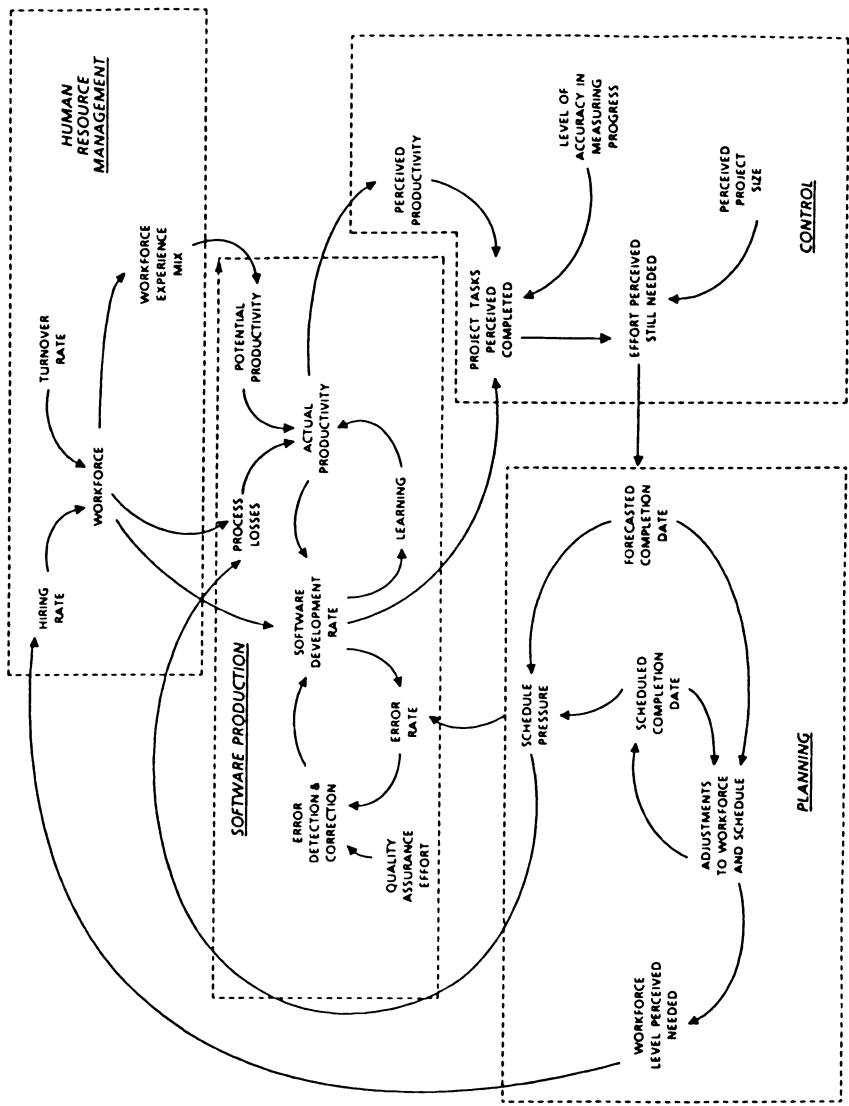 HUMAN
RESOURCE
MANAGEMENT
HIRING
RATE
TURNOVER
RATE
WORKFORCE
WORKFORCE
EXPERIENCE
MIX
SOFTWARE PRODUCTION
POTENTIAL
PRODUCTIVITY
PROCESS
LOSSES
ACTUAL
PRODUCTIVITY
SOFTWARE
DEVELOPMENT
RATE
LEARNING
ERROR
DETECTION &
CORRECTION
ERROR
RATE
QUALITY
ASSURANCE
EFFORT
PERCEIVED
PRODUCTIVITY
LEVEL OF
ACCURACY IN
MEASURING
PROGRESS
PROJECT TASKS
PERCEIVED
COMPLETED
EFFORT PERCEIVED
STILL NEEDED
PERCEIVED
PROJECT
SIZE
CONTROL
SCHEDULE
PRESSURE
FORECASTED
COMPLETION
DATE
SCHEDULED
COMPLETION
DATE
ADJUSTMENTS
TO WORKFORCE
AND SCHEDULE
WORKFORCE
LEVEL PERCEIVED
NEEDED
PLANNING